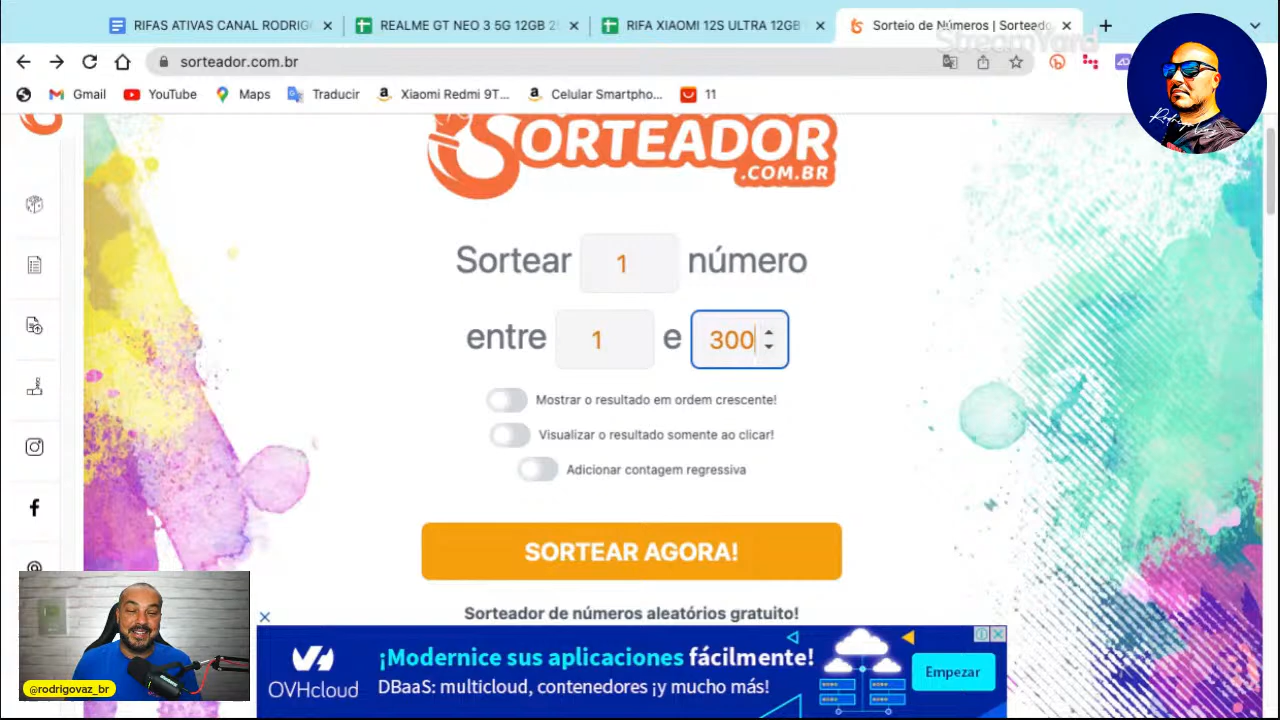 RIFAS ATIVAS CANAL RODRIG
REALME GT NEO 3 5G 12GB 2
RIFA XIAOMI 12S ULTRA 12GB
Sorteio de Números | Sorteado
StreamYard
sorteador.com.br
Gmail
YouTube
Maps
Traducir
Xiaomi Redmi 9T...
Celular Smartpho...
11
SORTEADOR
.COM.BR
Sortear 1 número
entre 1 e 300
Mostrar o resultado em ordem crescente!
Visualizar o resultado somente ao clicar!
Adicionar contagem regressiva
SORTEAR AGORA!
Sorteador de números aleatórios gratuito!
¡Modernice sus aplicaciones fácilmente!
DBaaS: multicloud, contenedores ¡y mucho más!
OVHcloud
Empezar
@rodrigovaz_br